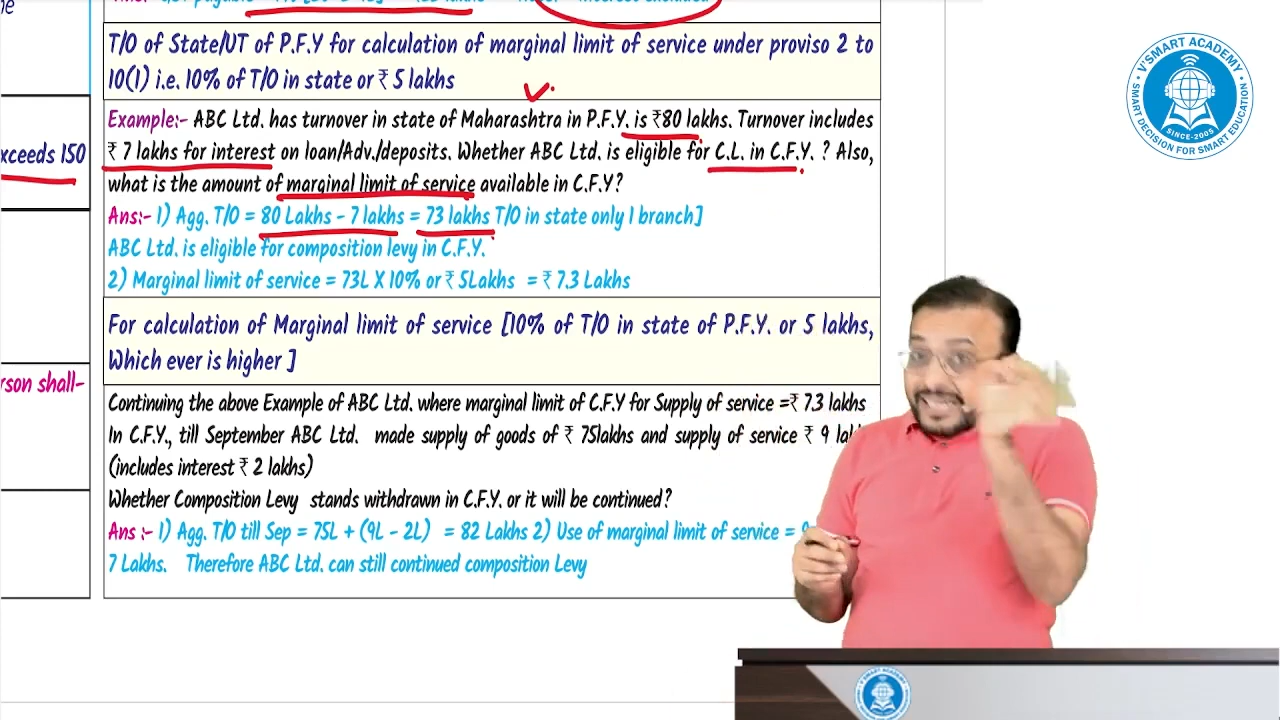 T/O of State/UT of P.F.Y for calculation of marginal limit of service under proviso 2 to
10(1) i.e. 10% of T/O in state or ₹ 5 lakhs
xceeds 150
Example:- ABC Ltd. has turnover in state of Maharashtra in P.F.Y. is ₹80 lakhs. Turnover includes
₹ 7 lakhs for interest on loan/Adv./deposits. Whether ABC Ltd. is eligible for C.L. in C.F.Y. ? Also,
what is the amount of marginal limit of service available in C.F.Y?
Ans:- 1) Agg. T/O = 80 Lakhs - 7 lakhs = 73 lakhs T/O in state only 1 branch]
ABC Ltd. is eligible for composition levy in C.F.Y.
2) Marginal limit of service = 73L X 10% or ₹ 5Lakhs = ₹ 7.3 Lakhs
For calculation of Marginal limit of service [10% of T/O in state of P.F.Y. or 5 lakhs,
Which ever is higher ]
rson shall-
Continuing the above Example of ABC Ltd. where marginal limit of C.F.Y for Supply of service =₹ 7.3 lakhs
In C.F.Y., till September ABC Ltd. made supply of goods of ₹ 75lakhs and supply of service ₹ 9
(includes interest ₹ 2 lakhs)
Whether Composition Levy stands withdrawn in C.F.Y. or it will be continued?
Ans :- 1) Agg. T/O till Sep = 75L + (9L - 2L) = 82 Lakhs 2) Use of marginal limit of service =
7 Lakhs. Therefore ABC Ltd. can still continued composition Levy
V'SMART ACADEMY
SINCE-2005
SMART DECISION FOR SMART EDUCATION